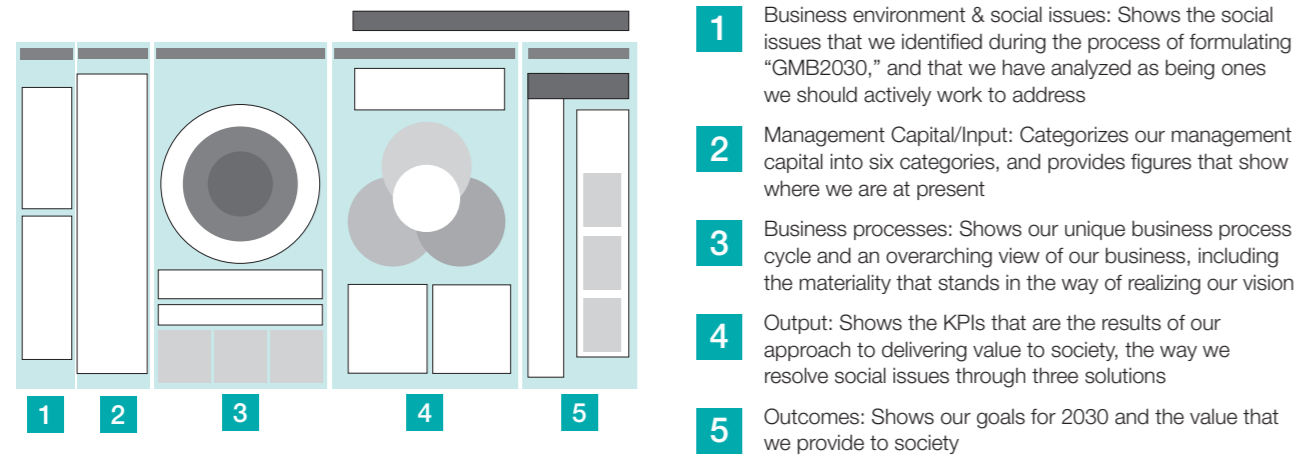 1
Business environment & social issues: Shows the social
issues that we identified during the process of formulating
“GMB2030,” and that we have analyzed as being ones
we should actively work to address
2
Management Capital/Input: Categorizes our management
capital into six categories, and provides figures that show
where we are at present
3
Business processes: Shows our unique business process
cycle and an overarching view of our business, including
the materiality that stands in the way of realizing our vision
4
Output: Shows the KPIs that are the results of our
approach to delivering value to society, the way we
resolve social issues through three solutions
5
Outcomes: Shows our goals for 2030 and the value that
we provide to society
1 2 3 4 5